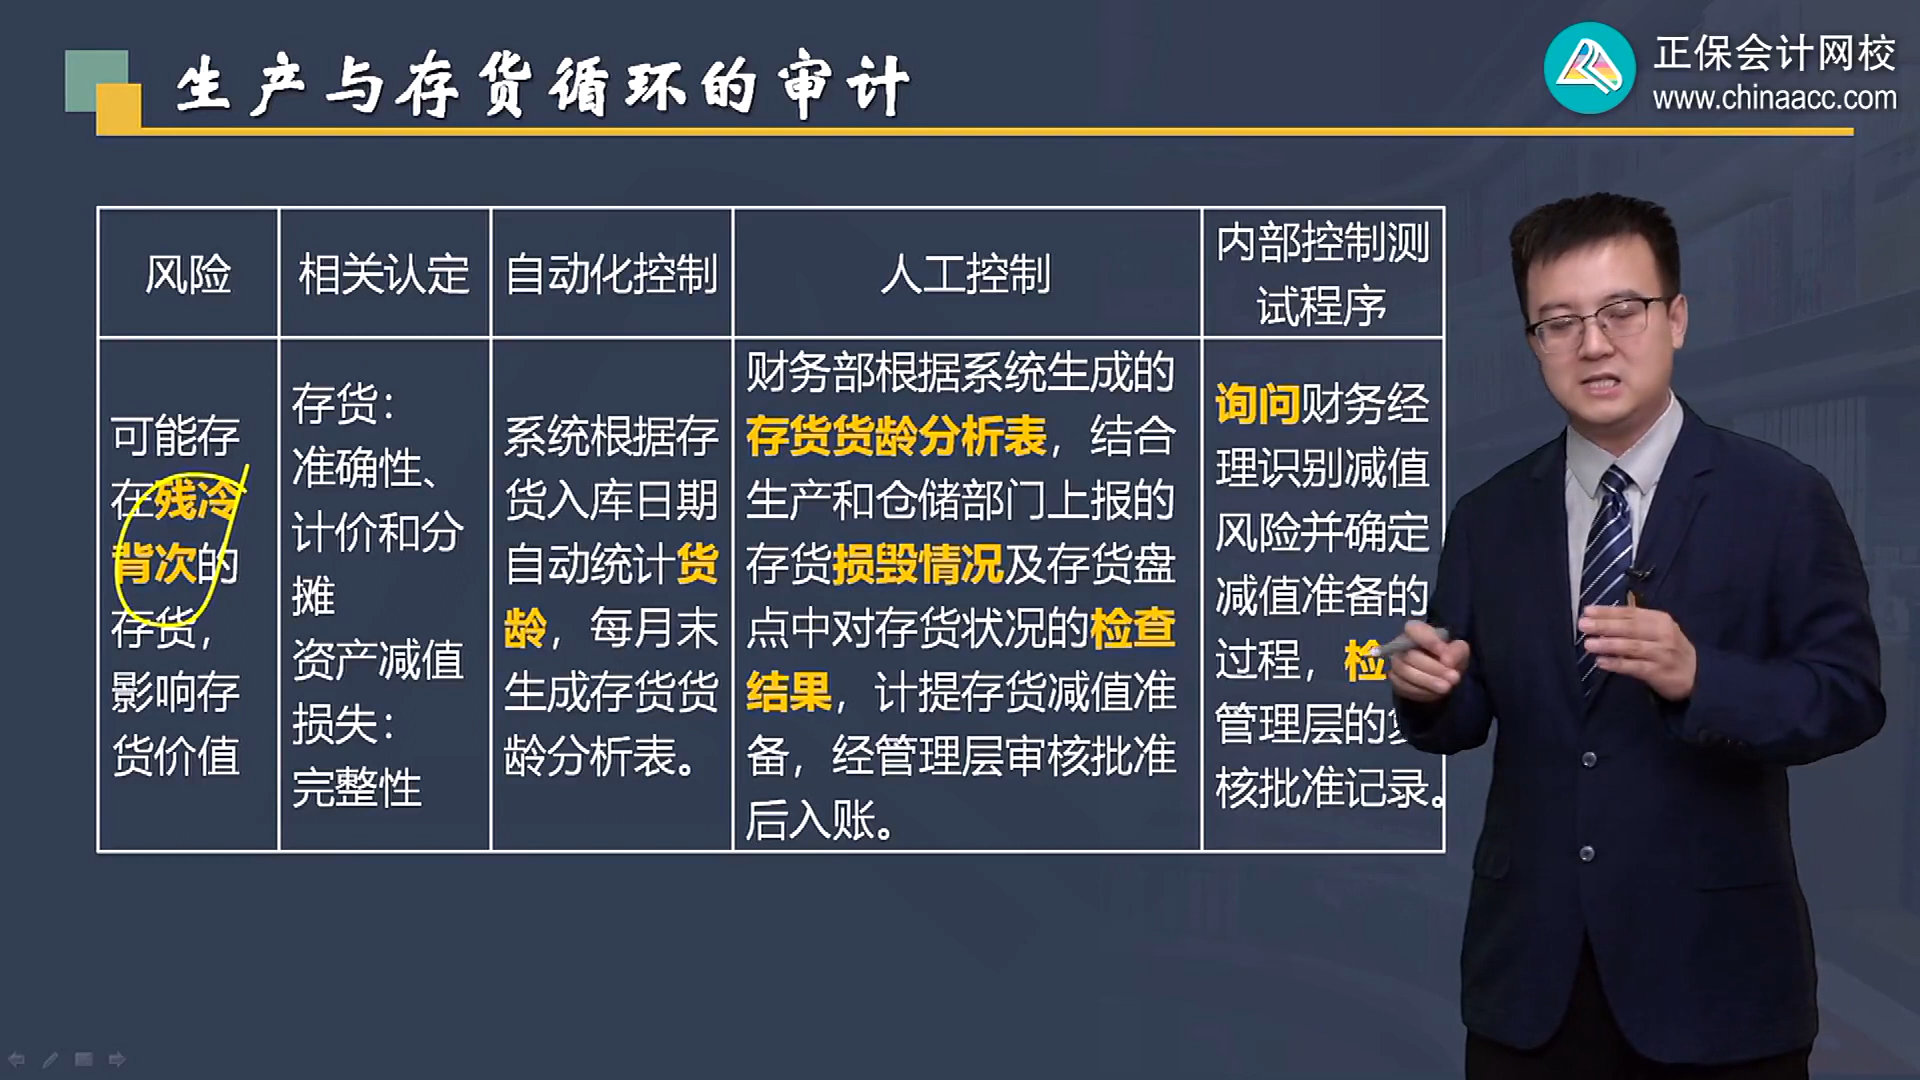 生产与存货循环的审计
正保会计网校
www.chinaacc.com
风险
相关认定
自动化控制
人工控制
内部控制测
试程序
可能存
在残冷
背次的
存货，
影响存
货价值
存货：
准确性、
计价和分
摊
资产减值
损失：
完整性
系统根据存
货入库日期
自动统计货
龄，每月末
生成存货货
龄分析表。
财务部根据系统生成的
存货货龄分析表，结合
生产和仓储部门上报的
存货损毁情况及存货盘
点中对存货状况的检查
结果，计提存货减值准
备，经管理层审核批准
后入账。
询问财务经
理识别减值
风险并确定
减值准备的
过程，检
管理层的
核批准记录。